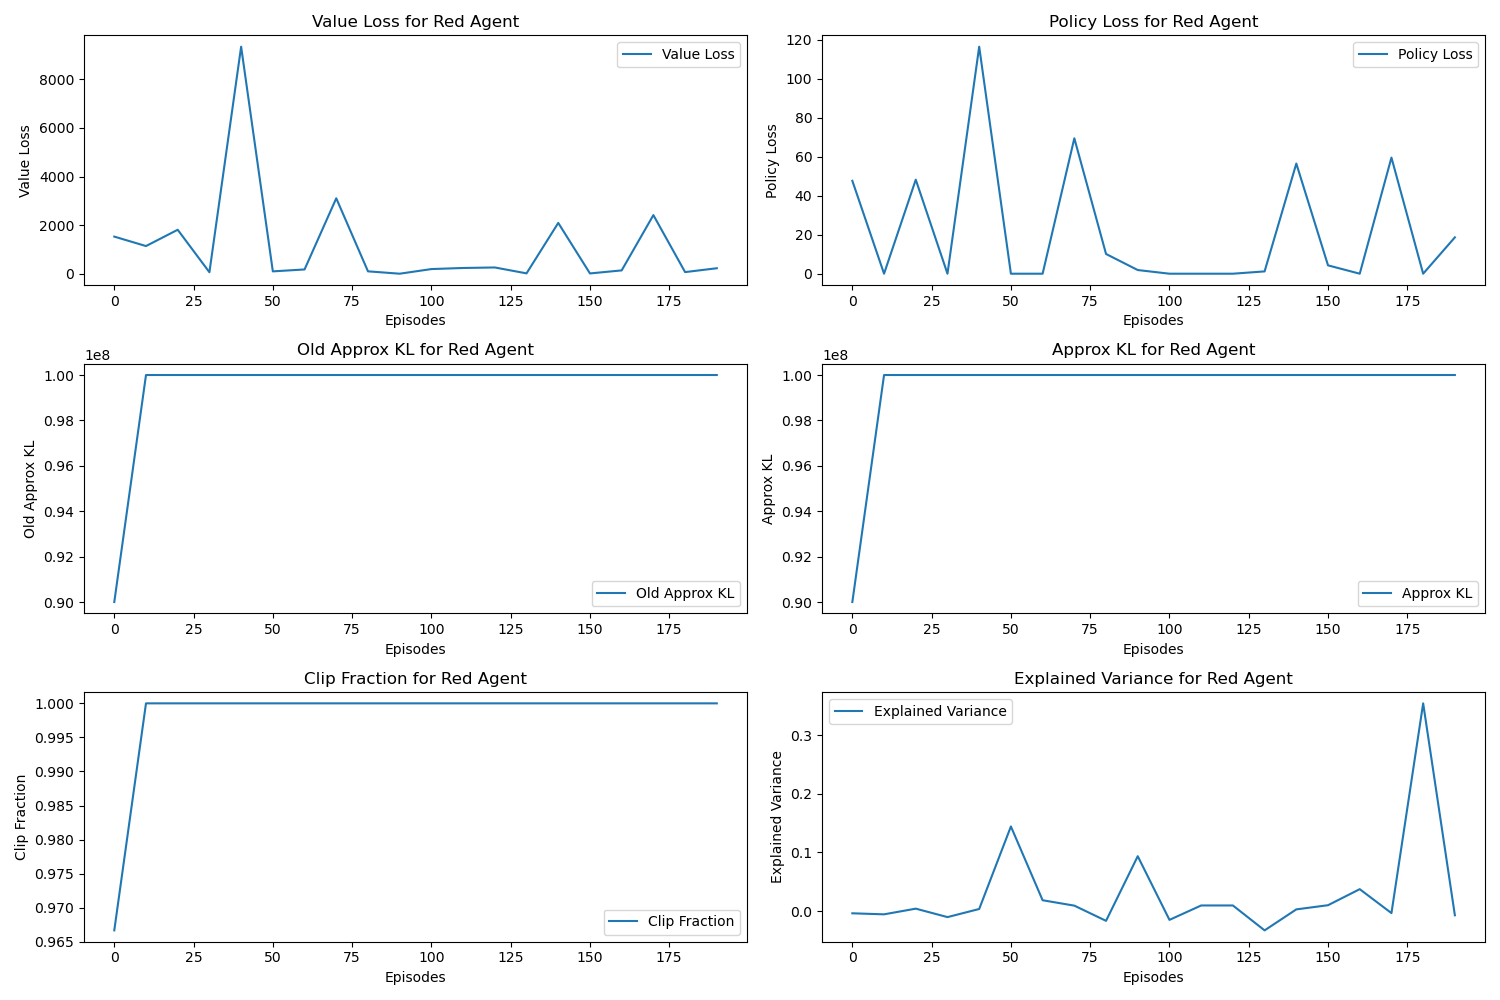 Value Loss for Red Agent
Value Loss
8000
6000
4000
2000
0
Value Loss
0 25 50 75 100 125 150 175
Episodes
Policy Loss for Red Agent
Policy Loss
120
100
80
60
40
20
0
Policy Loss
0 25 50 75 100 125 150 175
Episodes
Old Approx KL for Red Agent
1e8
1.00
0.98
0.96
0.94
0.92
0.90
Old Approx KL
Old Approx KL
0 25 50 75 100 125 150 175
Episodes
Approx KL for Red Agent
1e8
1.00
0.98
0.96
0.94
0.92
0.90
Approx KL
Approx KL
0 25 50 75 100 125 150 175
Episodes
Clip Fraction for Red Agent
1.000
0.995
0.990
0.985
0.980
0.975
0.970
0.965
Clip Fraction
Clip Fraction
0 25 50 75 100 125 150 175
Episodes
Explained Variance for Red Agent
Explained Variance
0.3
0.2
0.1
0.0
Explained Variance
0 25 50 75 100 125 150 175
Episodes